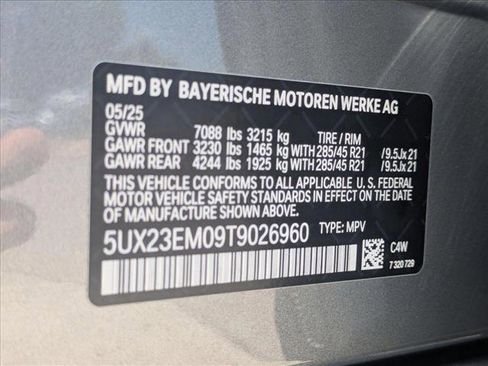 MFD BY BAYERISCHE MOTOREN WERKE AG
05/25
GVWR 7088 lbs 3215 kg TIRE / RIM
GAWR FRONT 3230 lbs 1465 kg WITH 285/45 R21 /9.5Jx21
GAWR REAR 4244 lbs 1925 kg WITH 285/45 R21 /9.5Jx21
THIS VEHICLE CONFORMS TO ALL APPLICABLE U. S. FEDERAL
MOTOR VEHICLE SAFETY STANDARDS IN EFFECT ON
THE DATE OF MANUFACTURE SHOWN ABOVE.
5UX23EM09T9026960 TYPE: MPV
C4W
7 320 729